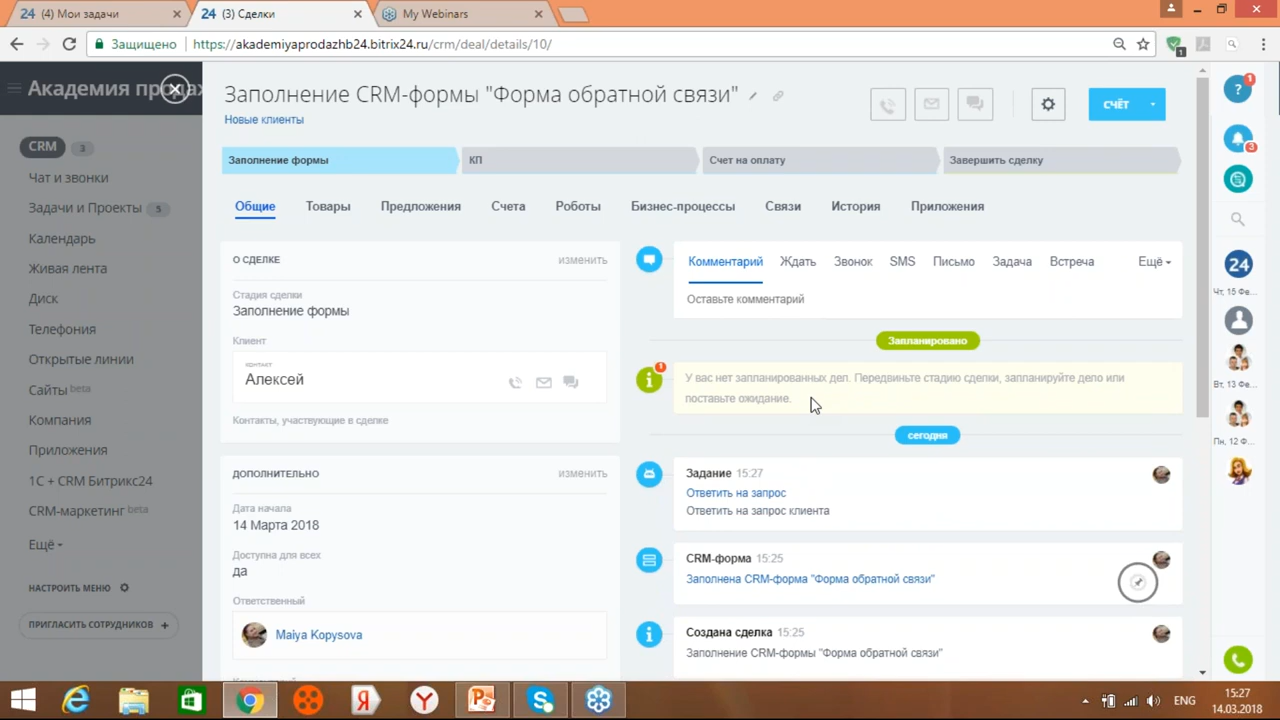 (4) Мои задачи
(3) Сделки
My Webinars
Защищено https://akademiyaprodazhb24.bitrix24.ru/crm/deal/details/10/
Академия прода
CRM 3
Чат и звонки
Задачи и Проекты 5
Календарь
Живая лента
Диск
Телефония
Открытые линии
Сайты beta
Компания
Приложения
1С + CRM Битрикс24
CRM-маркетинг beta
Ещё
НАСТРОИТЬ МЕНЮ
ПРИГЛАСИТЬ СОТРУДНИКОВ +
Заполнение CRM-формы "Форма обратной связи"
Новые клиенты
СЧЁТ
Заполнение формы
КП
Счет на оплату
Завершить сделку
Общие Товары Предложения Счета Роботы Бизнес-процессы Связи История Приложения
О СДЕЛКЕ изменить
Стадия сделки
Заполнение формы
Клиент
КОНТАКТ
Алексей
Контакты, участвующие в сделке
ДОПОЛНИТЕЛЬНО изменить
Дата начала
14 Марта 2018
Доступна для всех
да
Ответственный
Maiya Kopysova
Комментарий Ждать Звонок SMS Письмо Задача Встреча Ещё
Оставьте комментарий
Запланировано
1
У вас нет запланированных дел. Передвиньте стадию сделки, запланируйте дело или
поставьте ожидание.
сегодня
Задание 15:27
Ответить на запрос
Ответить на запрос клиента
CRM-форма 15:25
Заполнена CRM-форма "Форма обратной связи"
Создана сделка 15:25
Заполнение CRM-формы "Форма обратной связи"
? 1
3
24
Чт, 15 Фе...
Вт, 13 Фе...
Пн, 12 Ф...
ENG
15:27
14.03.2018